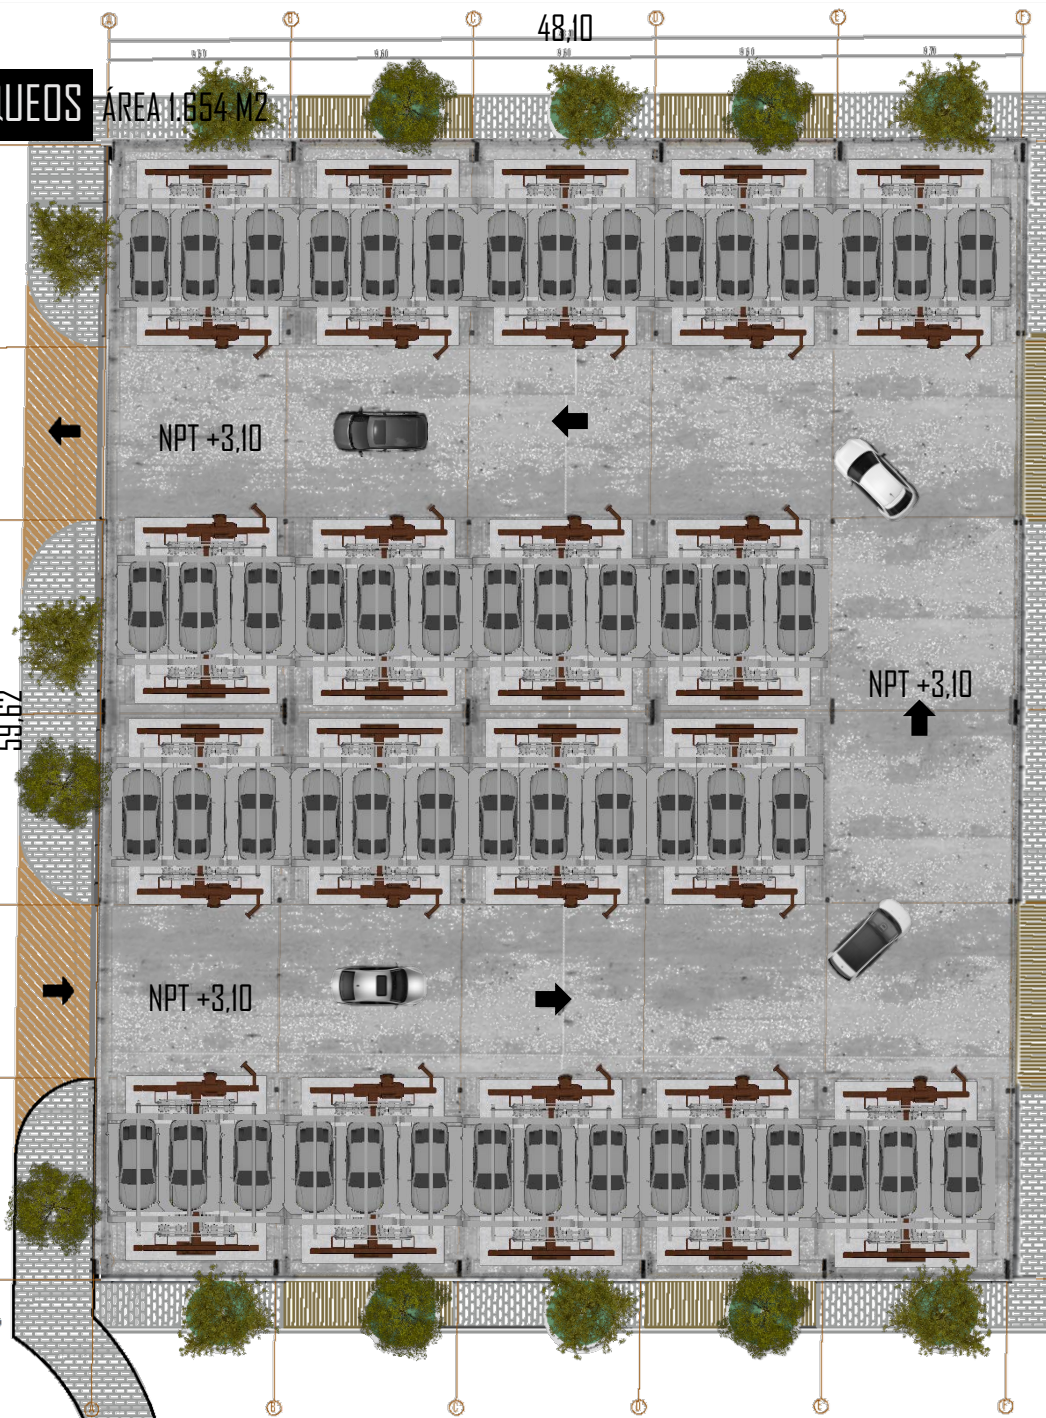 A B C D E F
48,10
UEOS ÁREA 1.654 M2
NPT +3,10
NPT +3,10
59,62
NPT +3,10
B C D E F